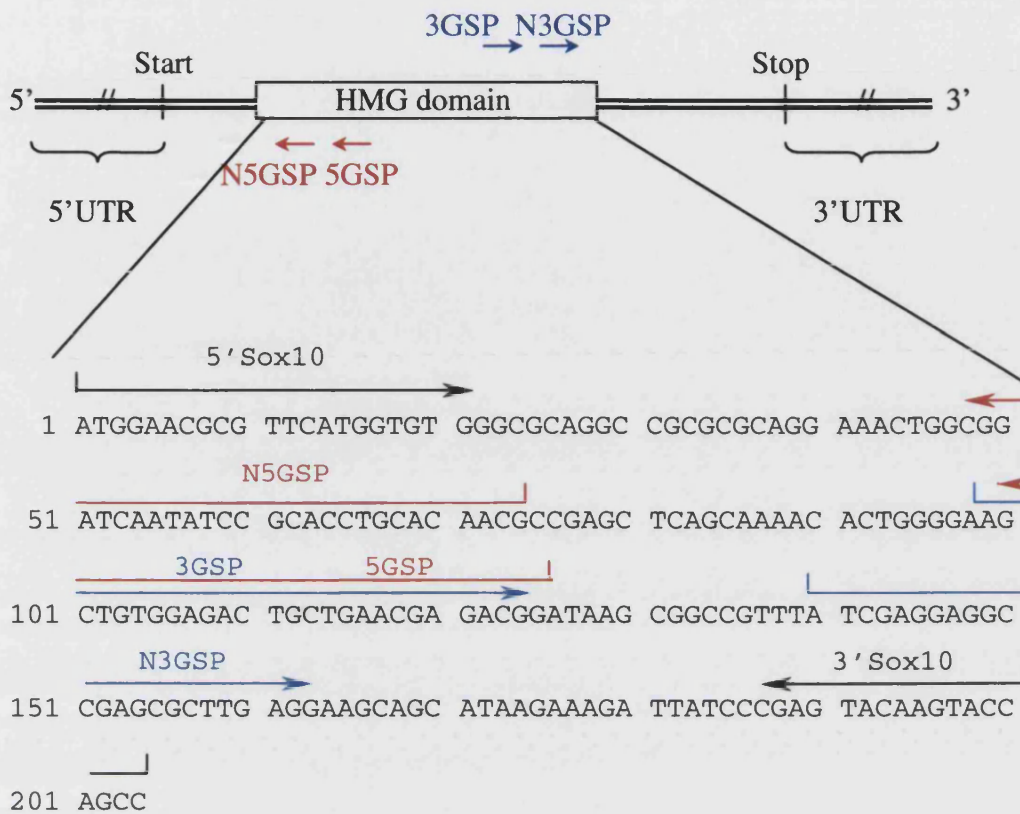 3GSP N3GSP
Start Stop
5’ HMG domain 3’
N5GSP 5GSP
5’UTR 3’UTR
5’Sox10
1 ATGGAACGCG TTCATGGTGT GGGCGCAGGC CGCGCGCAGG AAACTGGCGG
N5GSP
51 ATCAATATCC GCACCTGCAC AACGCCGAGC TCAGCAAAAC ACTGGGGAAG
3GSP 5GSP
101 CTGTGGAGAC TGCTGAACGA GACGGATAAG CGGCCGTTTA TCGAGGAGGC
N3GSP 3’Sox10
151 CGAGCGCTTG AGGAAGCAGC ATAAGAAAGA TTATCCCGAG TACAAGTACC
201 AGCC